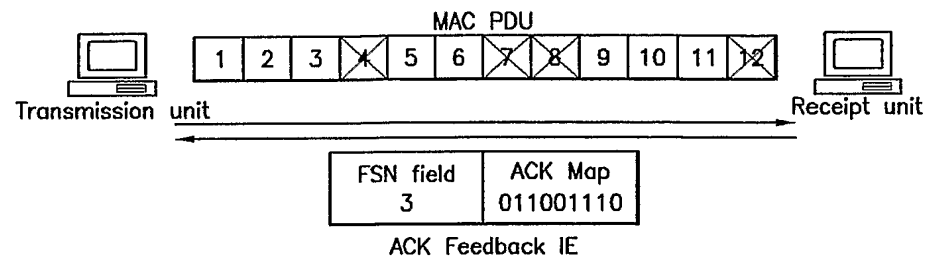 MAC PDU
1 2 3 4 5 6 7 8 9 10 11 12
Transmission unit
Receipt unit
FSN field
3
ACK Map
011001110
ACK Feedback IE